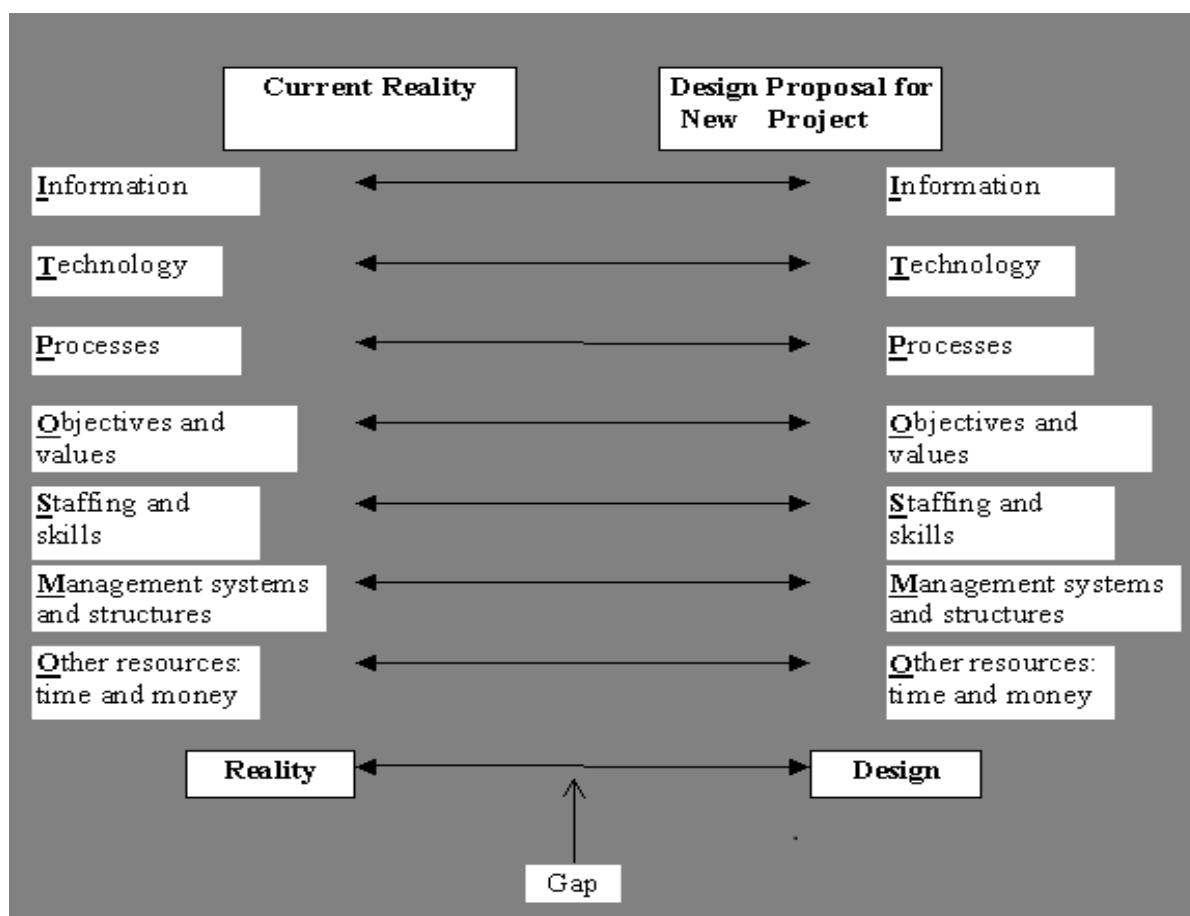 Current Reality
Design Proposal for
New Project
Information
Information
Technology
Technology
Processes
Processes
Objectives and
values
Objectives and
values
Staffing and
skills
Staffing and
skills
Management systems
and structures
Management systems
and structures
Other resources:
time and money
Other resources:
time and money
Reality
Design
Gap